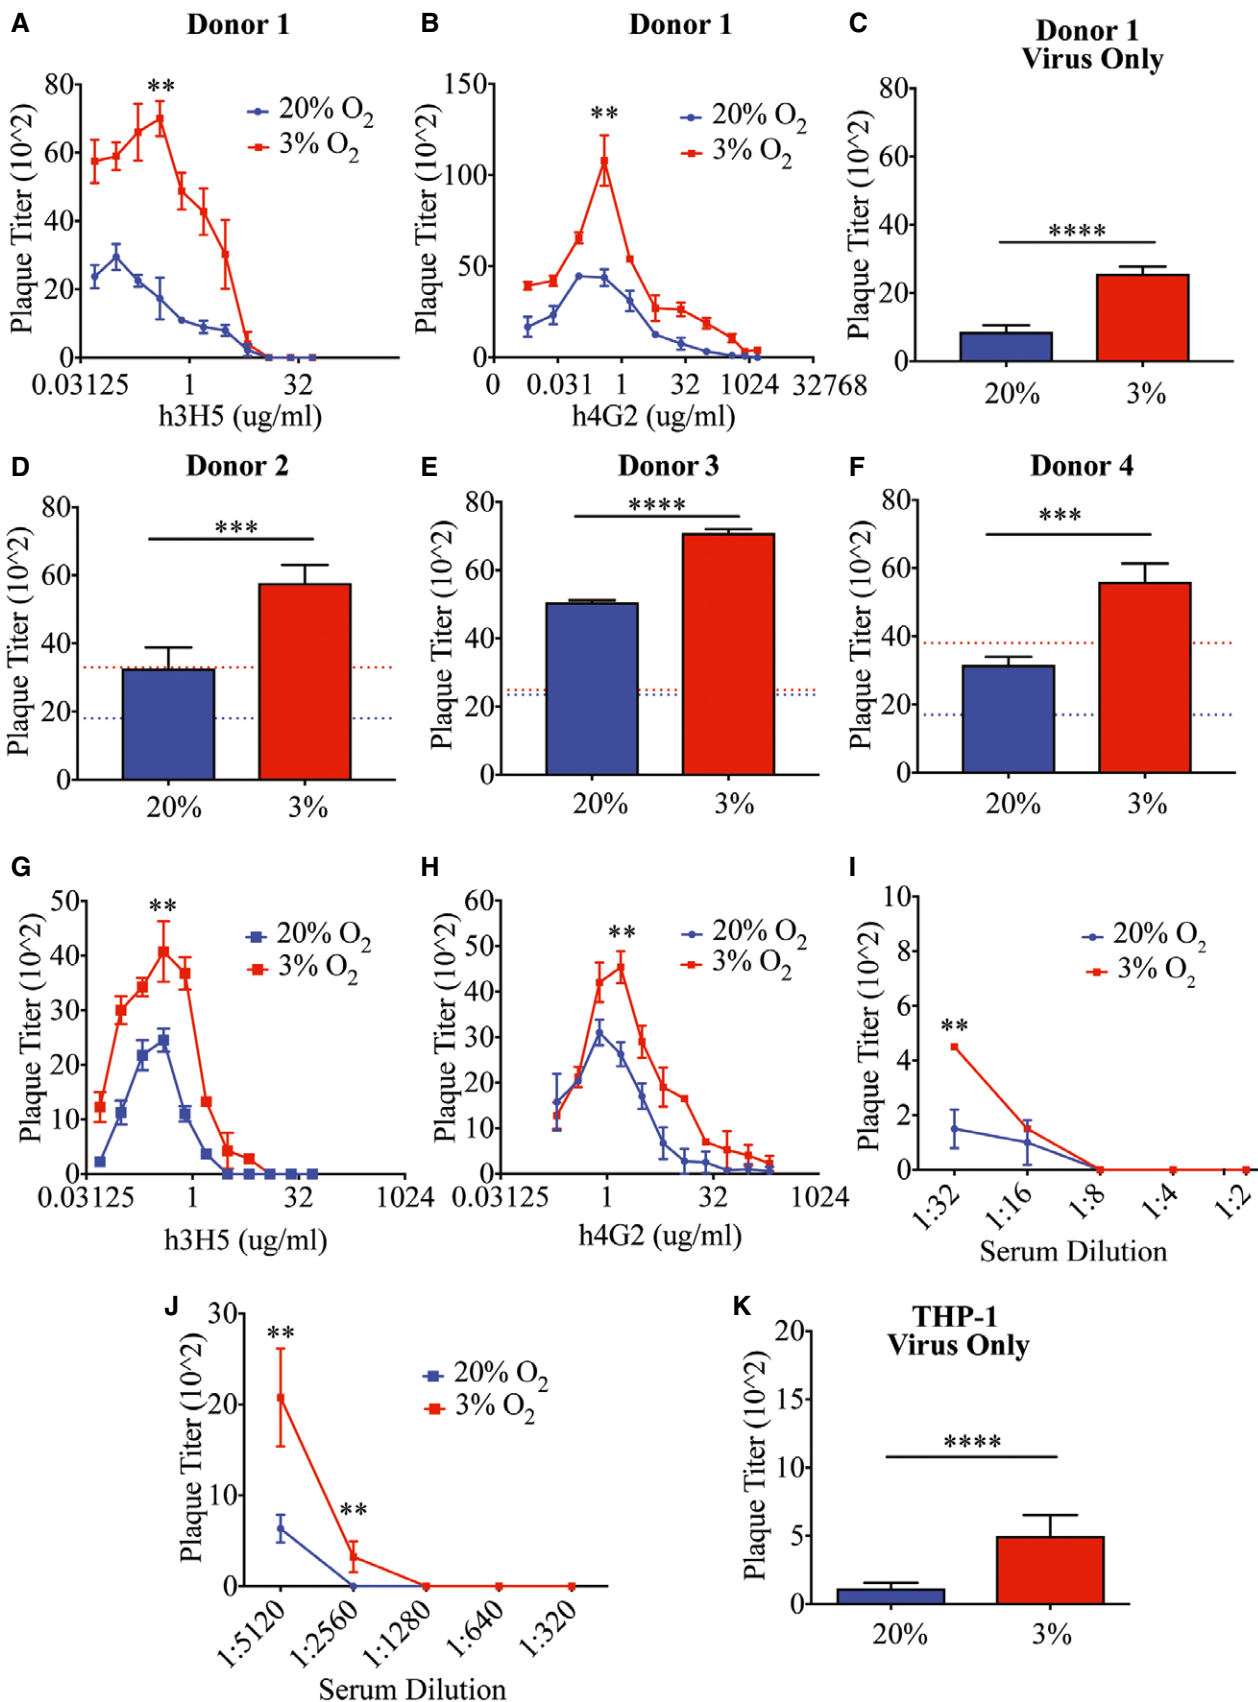 A
Donor 1
Plaque Titer (10^2)
80
60
40
20
0
**
20% O2
3% O2
0.03125
1
32
h3H5 (ug/ml)
B
Donor 1
Plaque Titer (10^2)
150
100
50
0
**
20% O2
3% O2
0
0.031
1
32
1024
32768
h4G2 (ug/ml)
C
Donor 1
Virus Only
Plaque Titer (10^2)
80
60
40
20
0
****
20%
3%
D
Donor 2
Plaque Titer (10^2)
80
60
40
20
0
***
20%
3%
E
Donor 3
Plaque Titer (10^2)
80
60
40
20
0
****
20%
3%
F
Donor 4
Plaque Titer (10^2)
80
60
40
20
0
***
20%
3%
G
Plaque Titer (10^2)
50
40
30
20
10
0
**
20% O2
3% O2
0.03125
1
32
1024
h3H5 (ug/ml)
H
Plaque Titer (10^2)
60
50
40
30
20
10
0
**
20% O2
3% O2
0.03125
1
32
1024
h4G2 (ug/ml)
I
Plaque Titer (10^2)
10
8
6
4
2
0
**
20% O2
3% O2
1:32
1:16
1:8
1:4
1:2
Serum Dilution
J
Plaque Titer (10^2)
30
20
10
0
**
**
20% O2
3% O2
1:5120
1:2560
1:1280
1:640
1:320
Serum Dilution
K
THP-1
Virus Only
Plaque Titer (10^2)
20
15
10
5
0
****
20%
3%